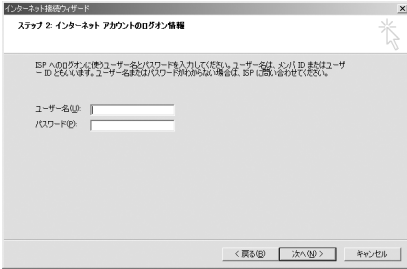 インターネット接続ウィザード
ステップ 2: インターネット アカウントのログオン情報
ISP へのログオンに使うユーザー名とパスワードを入力してください。ユーザー名は、メンバ ID またはユーザ
ー ID ともいいます。ユーザー名またはパスワードがわからない場合は、ISP に問い合わせてください。
ユーザー名(U):
パスワード(P):
< 戻る(B)
次へ(N) >
キャンセル